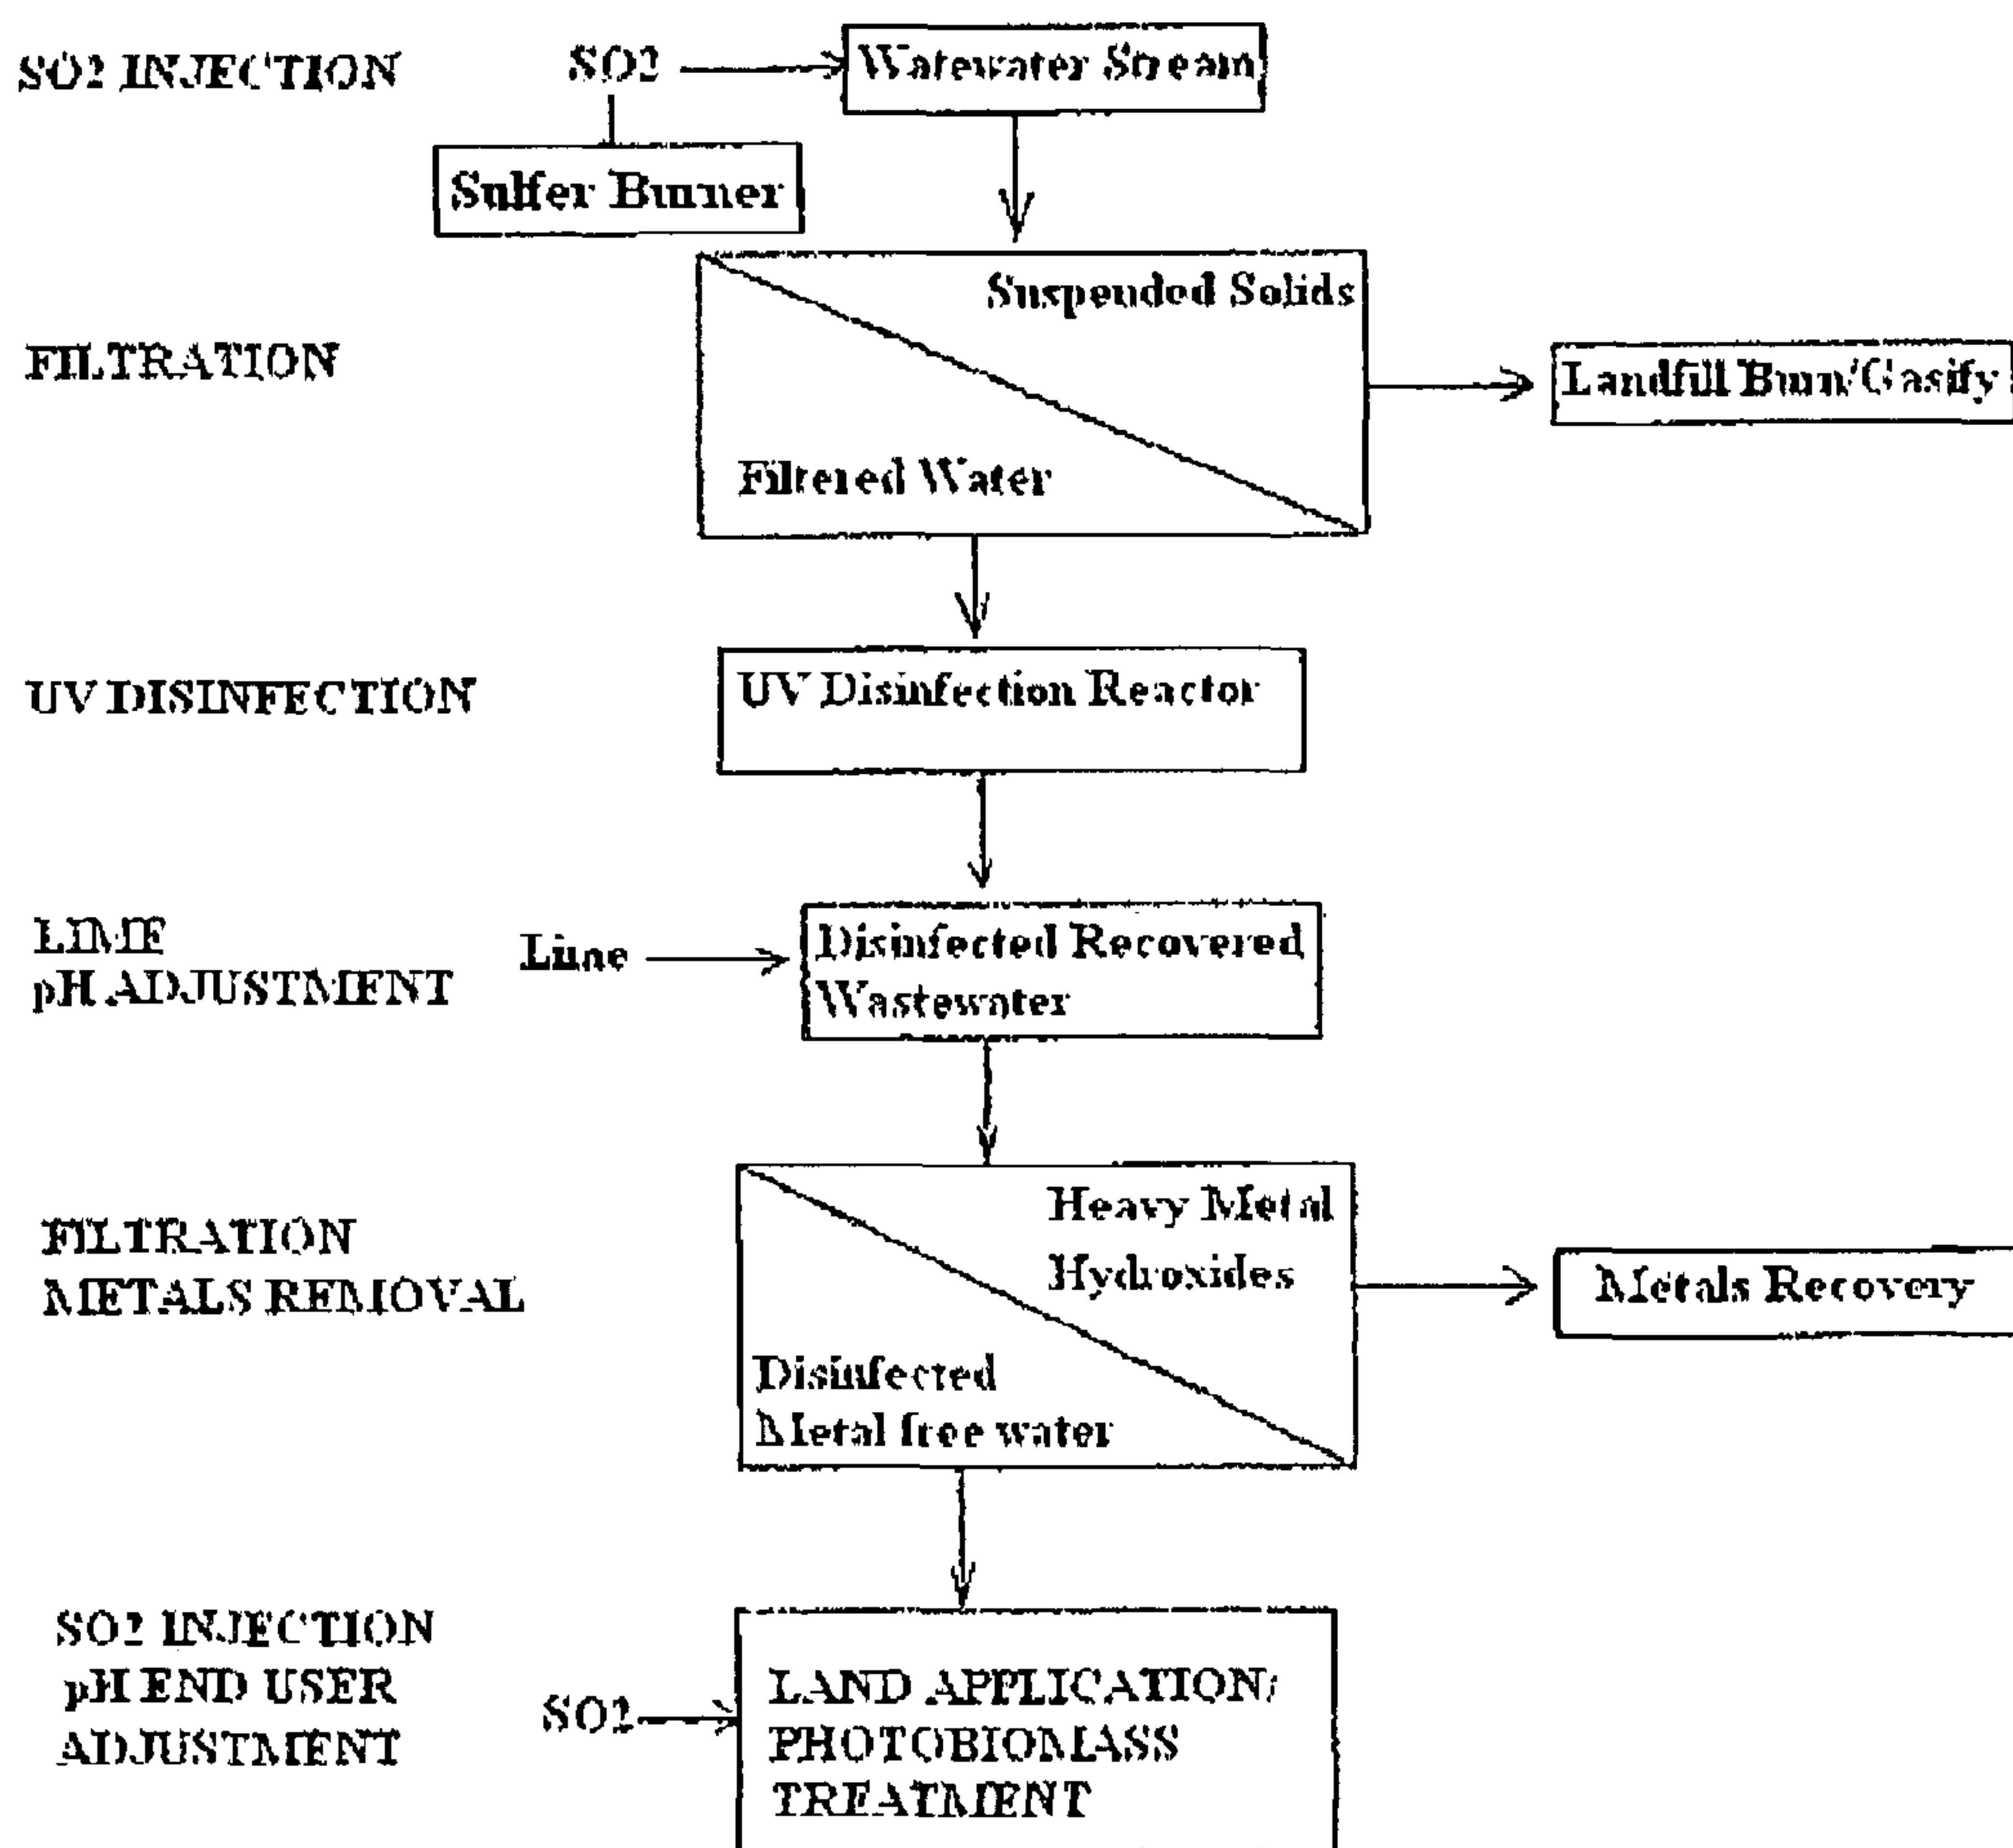 SO2 INJECTION
SO2
Watewater Stream
Sulfer Burner
Suspended Solids
FILTRATION
Landfill Burn/Gasify
Filtered Water
UV DISINFECTION
UV Disinfection Reactor
LIME
pH ADJUSTMENT
Lime
Disinfected Recovered
Wastewater
FILTRATION
METALS REMOVAL
Heavy Metal
Hydroxides
Metals Recovery
Disinfected
Metal free water
SO2 INJECTION
pH END USER
ADJUSTMENT
SO2
LAND APPLICATION/
PHOTOBIOMASS
TREATMENT